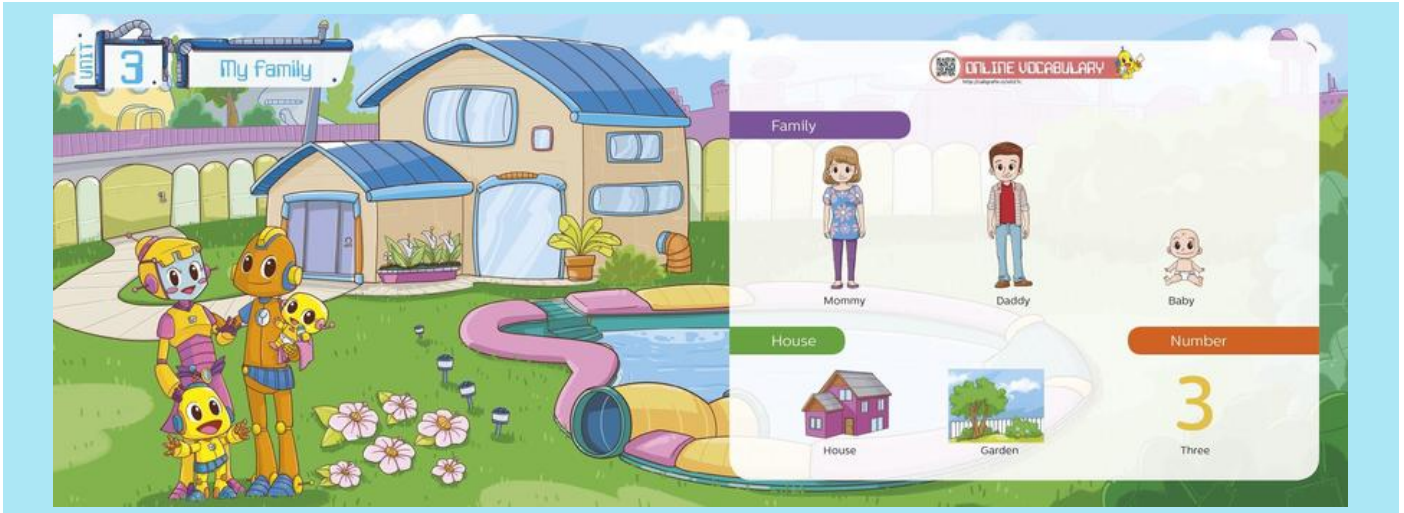 UNIT
3
My family
ONLINE VOCABULARY
Family
Mommy
Daddy
Baby
House
Number
3
House
Garden
Three